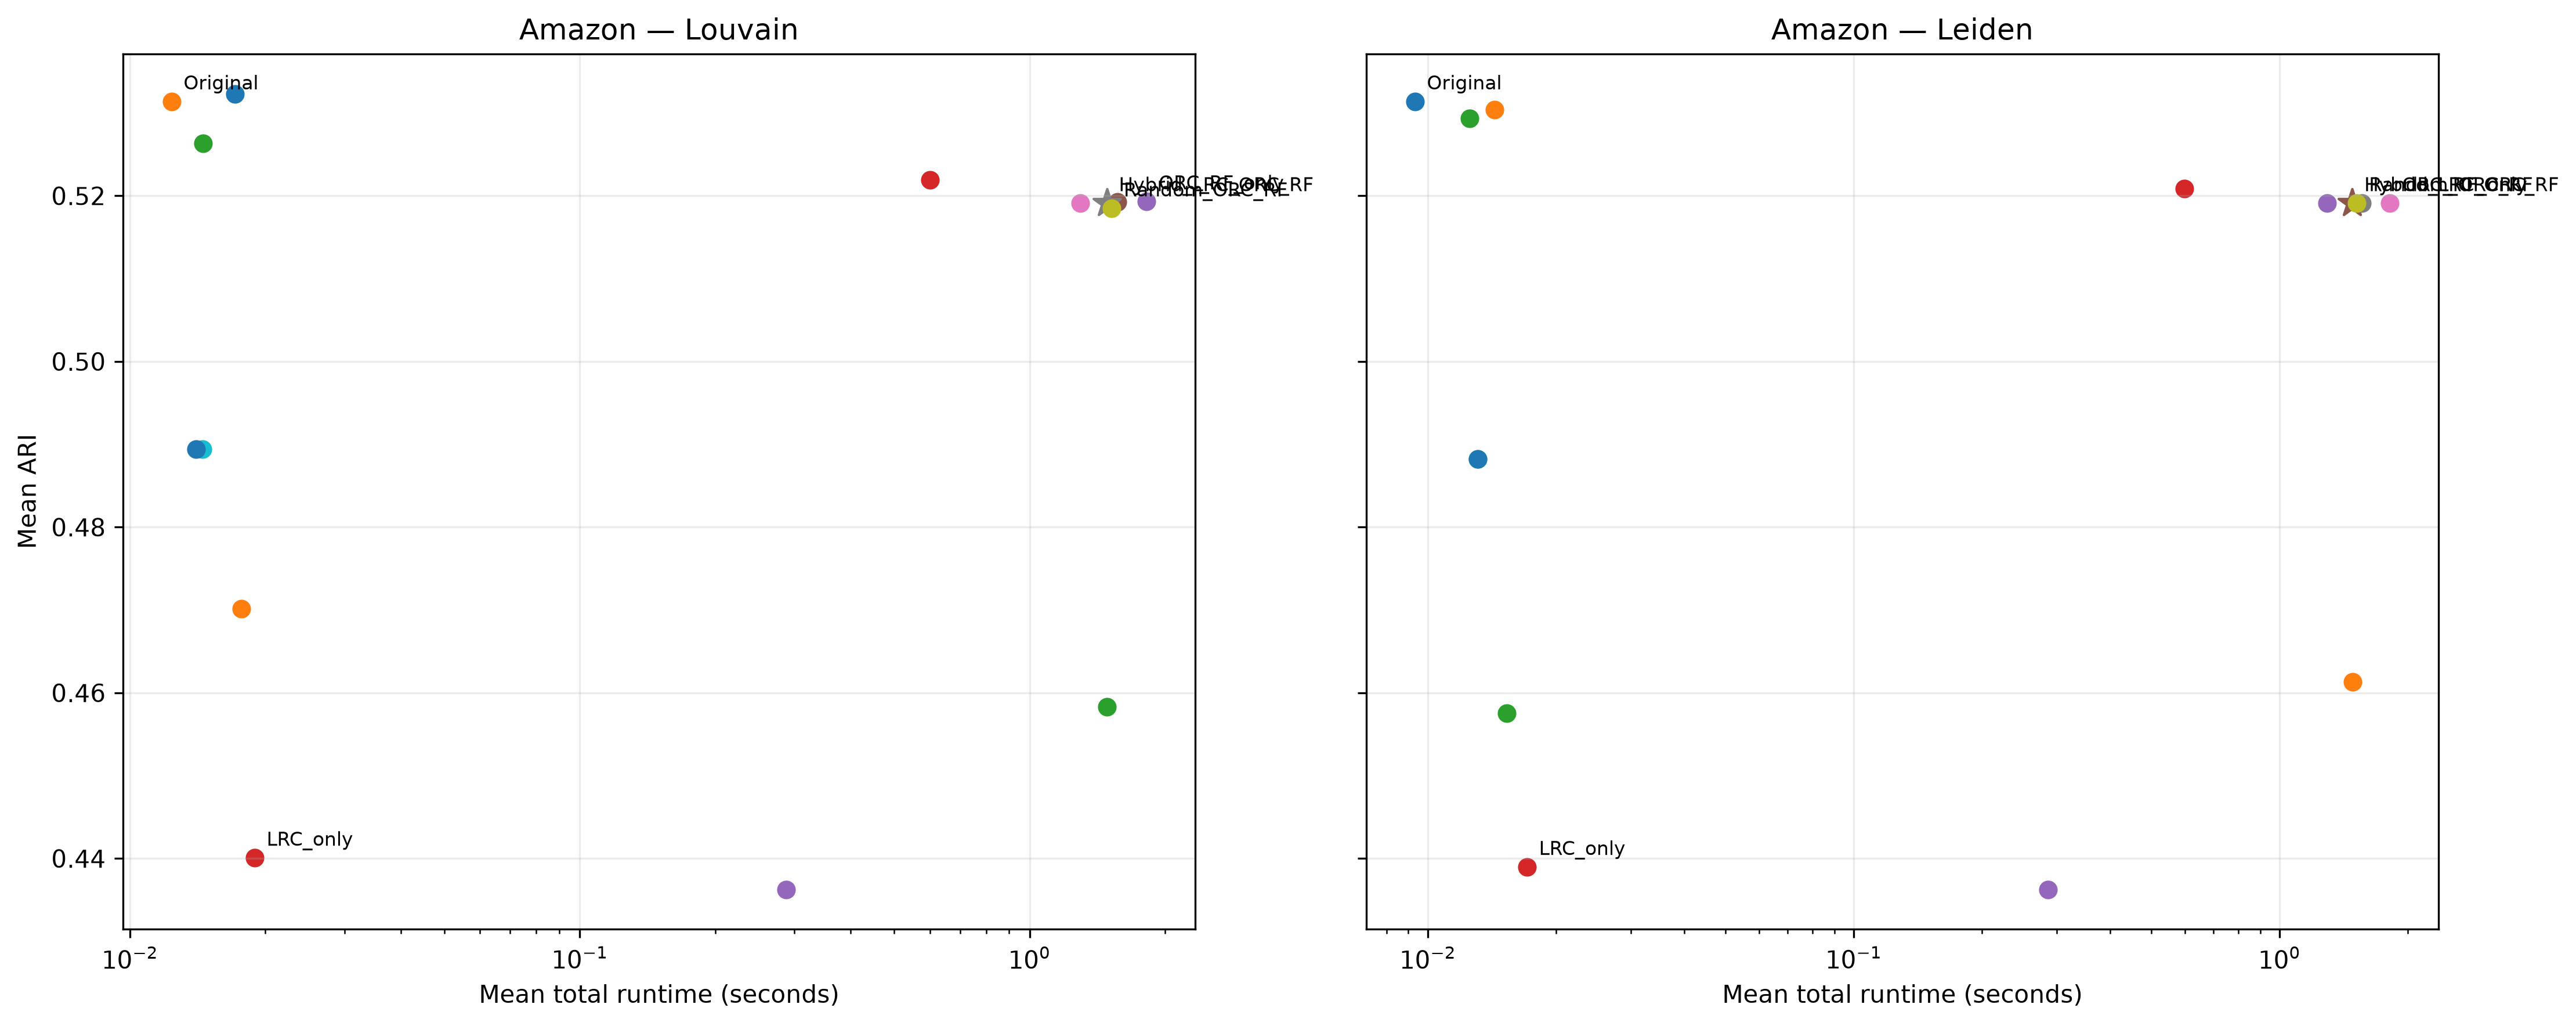 Amazon — Louvain
Original
Random_ORC_RF
LRC_only
0.52
0.50
0.48
0.46
0.44
Mean ARI
10⁻²
10⁻¹
10⁰
Mean total runtime (seconds)
Amazon — Leiden
Original
LRC_only
10⁻²
10⁻¹
10⁰
Mean total runtime (seconds)